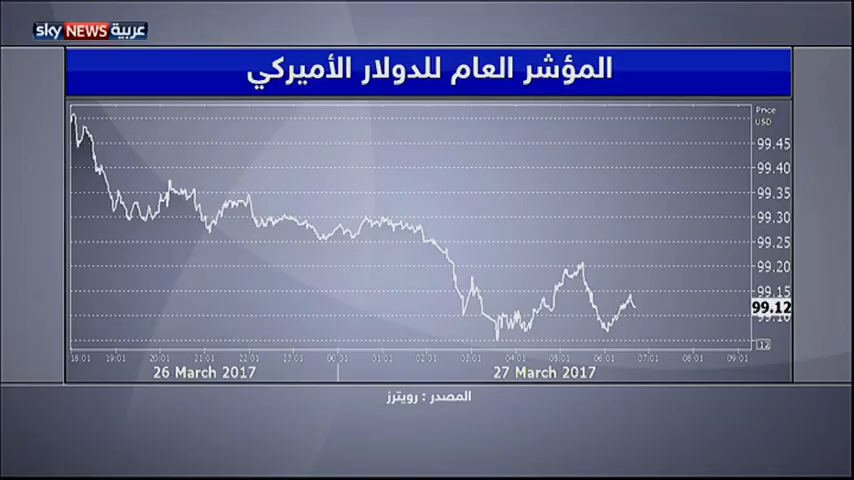 sky NEWS عربية
المؤشر العام للدولار الأميركي
Price
USD
99.45
99.40
99.35
99.30
99.25
99.20
99.15
99.12
99.10
18:01 19:01 20:01 21:01 22:01 23:01 00:01 01:01 02:01 03:01 04:01 05:01 06:01 07:01 08:01 09:01
26 March 2017 27 March 2017
المصدر : رويترز